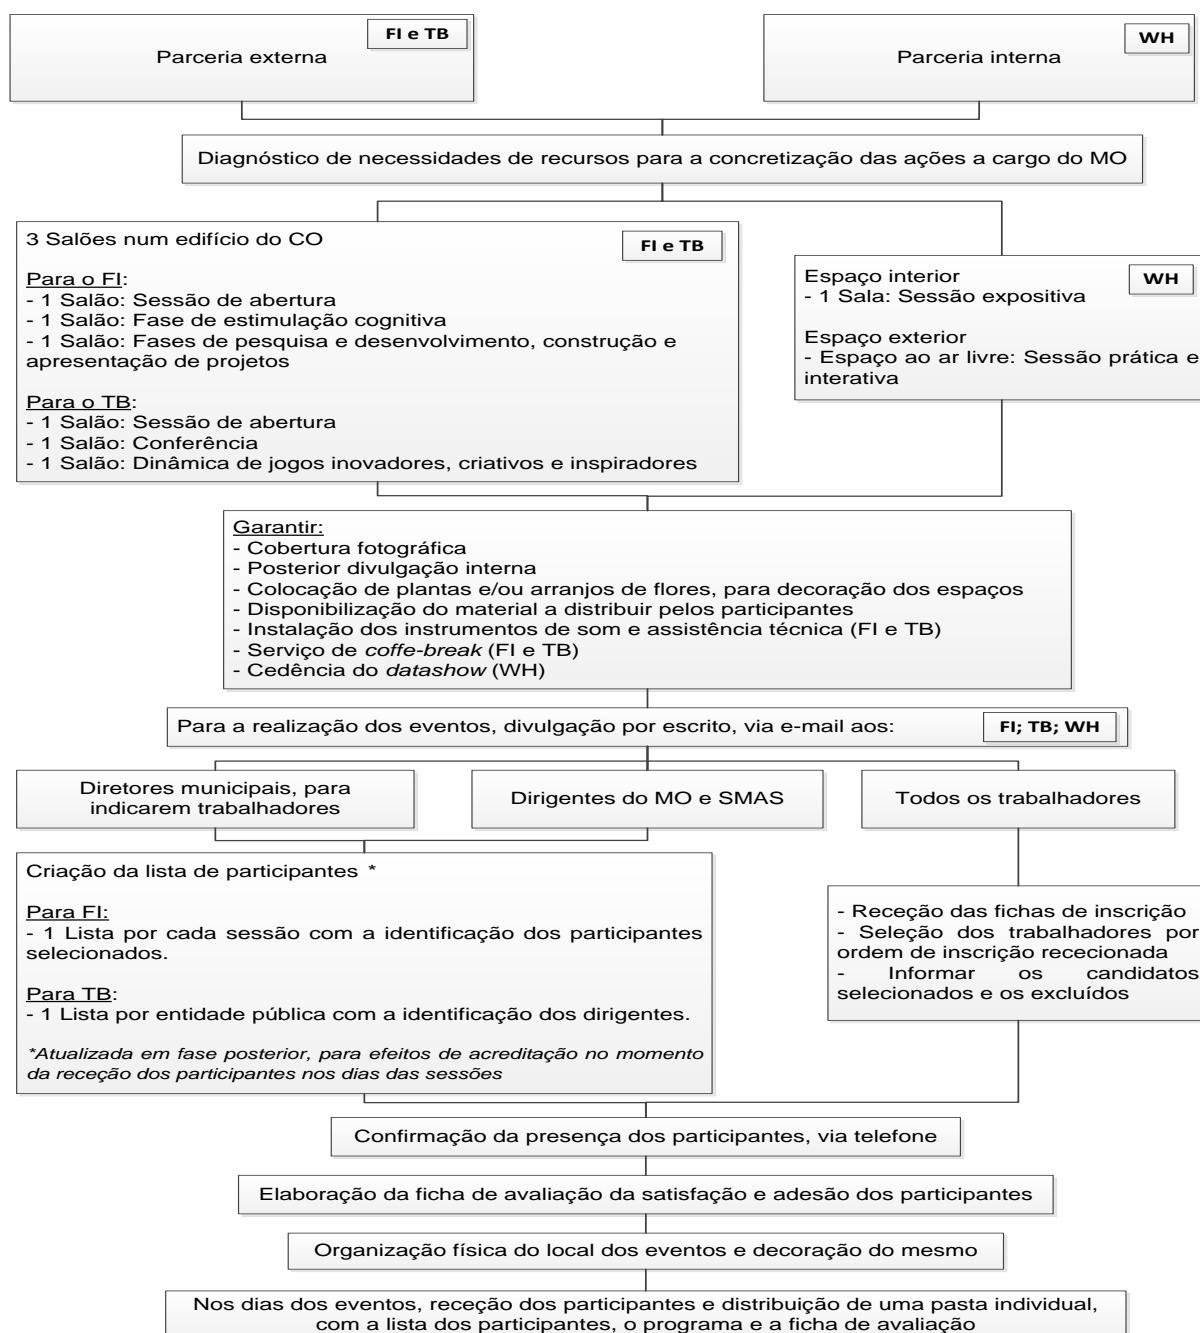 FI e TB
Parceria externa
WH
Parceria interna
Diagnóstico de necessidades de recursos para a concretização das ações a cargo do MO
3 Salões num edifício do CO
FI e TB
Para o FI:
- 1 Salão: Sessão de abertura
- 1 Salão: Fase de estimulação cognitiva
- 1 Salão: Fases de pesquisa e desenvolvimento, construção e
apresentação de projetos
Para o TB:
- 1 Salão: Sessão de abertura
- 1 Salão: Conferência
- 1 Salão: Dinâmica de jogos inovadores, criativos e inspiradores
Espaço interior
WH
- 1 Sala: Sessão expositiva
Espaço exterior
- Espaço ao ar livre: Sessão prática e
interativa
Garantir:
- Cobertura fotográfica
- Posterior divulgação interna
- Colocação de plantas e/ou arranjos de flores, para decoração dos espaços
- Disponibilização do material a distribuir pelos participantes
- Instalação dos instrumentos de som e assistência técnica (FI e TB)
- Serviço de coffe-break (FI e TB)
- Cedência do datashow (WH)
Para a realização dos eventos, divulgação por escrito, via e-mail aos:
FI; TB; WH
Diretores municipais, para
indicarem trabalhadores
Dirigentes do MO e SMAS
Todos os trabalhadores
Criação da lista de participantes *
Para FI:
- 1 Lista por cada sessão com a identificação dos participantes
selecionados.
Para TB:
- 1 Lista por entidade pública com a identificação dos dirigentes.
*Atualizada em fase posterior, para efeitos de acreditação no momento
da receção dos participantes nos dias das sessões
- Receção das fichas de inscrição
- Seleção dos trabalhadores por
ordem de inscrição rececionada
- Informar os candidatos
selecionados e os excluídos
Confirmação da presença dos participantes, via telefone
Elaboração da ficha de avaliação da satisfação e adesão dos participantes
Organização física do local dos eventos e decoração do mesmo
Nos dias dos eventos, receção dos participantes e distribuição de uma pasta individual,
com a lista dos participantes, o programa e a ficha de avaliação